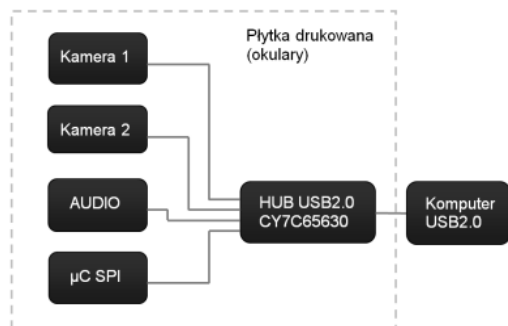 Płytka drukowana
(okulary)
Kamera 1
Kamera 2
AUDIO
µC SPI
HUB USB2.0
CY7C65630
Komputer
USB2.0